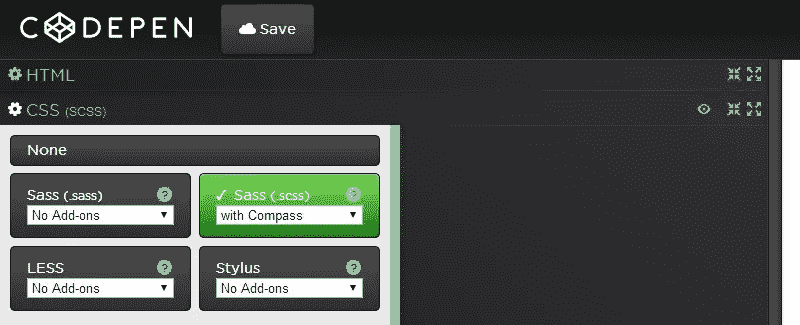 CODEPEN
Save
HTML
CSS (SCSS)
None
Sass (.sass) ?
No Add-ons
✓ Sass (.scss) ?
with Compass
LESS ?
No Add-ons
Stylus ?
No Add-ons